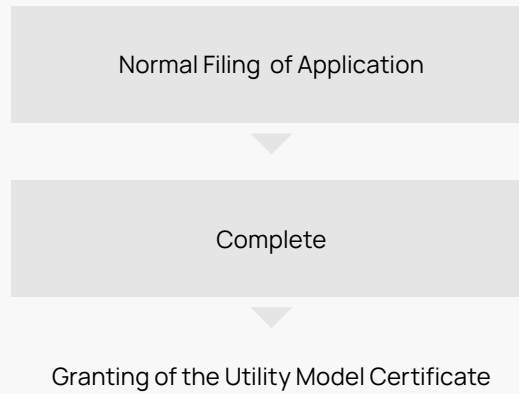 Normal Filing of Application
Complete
Granting of the Utility Model Certificate